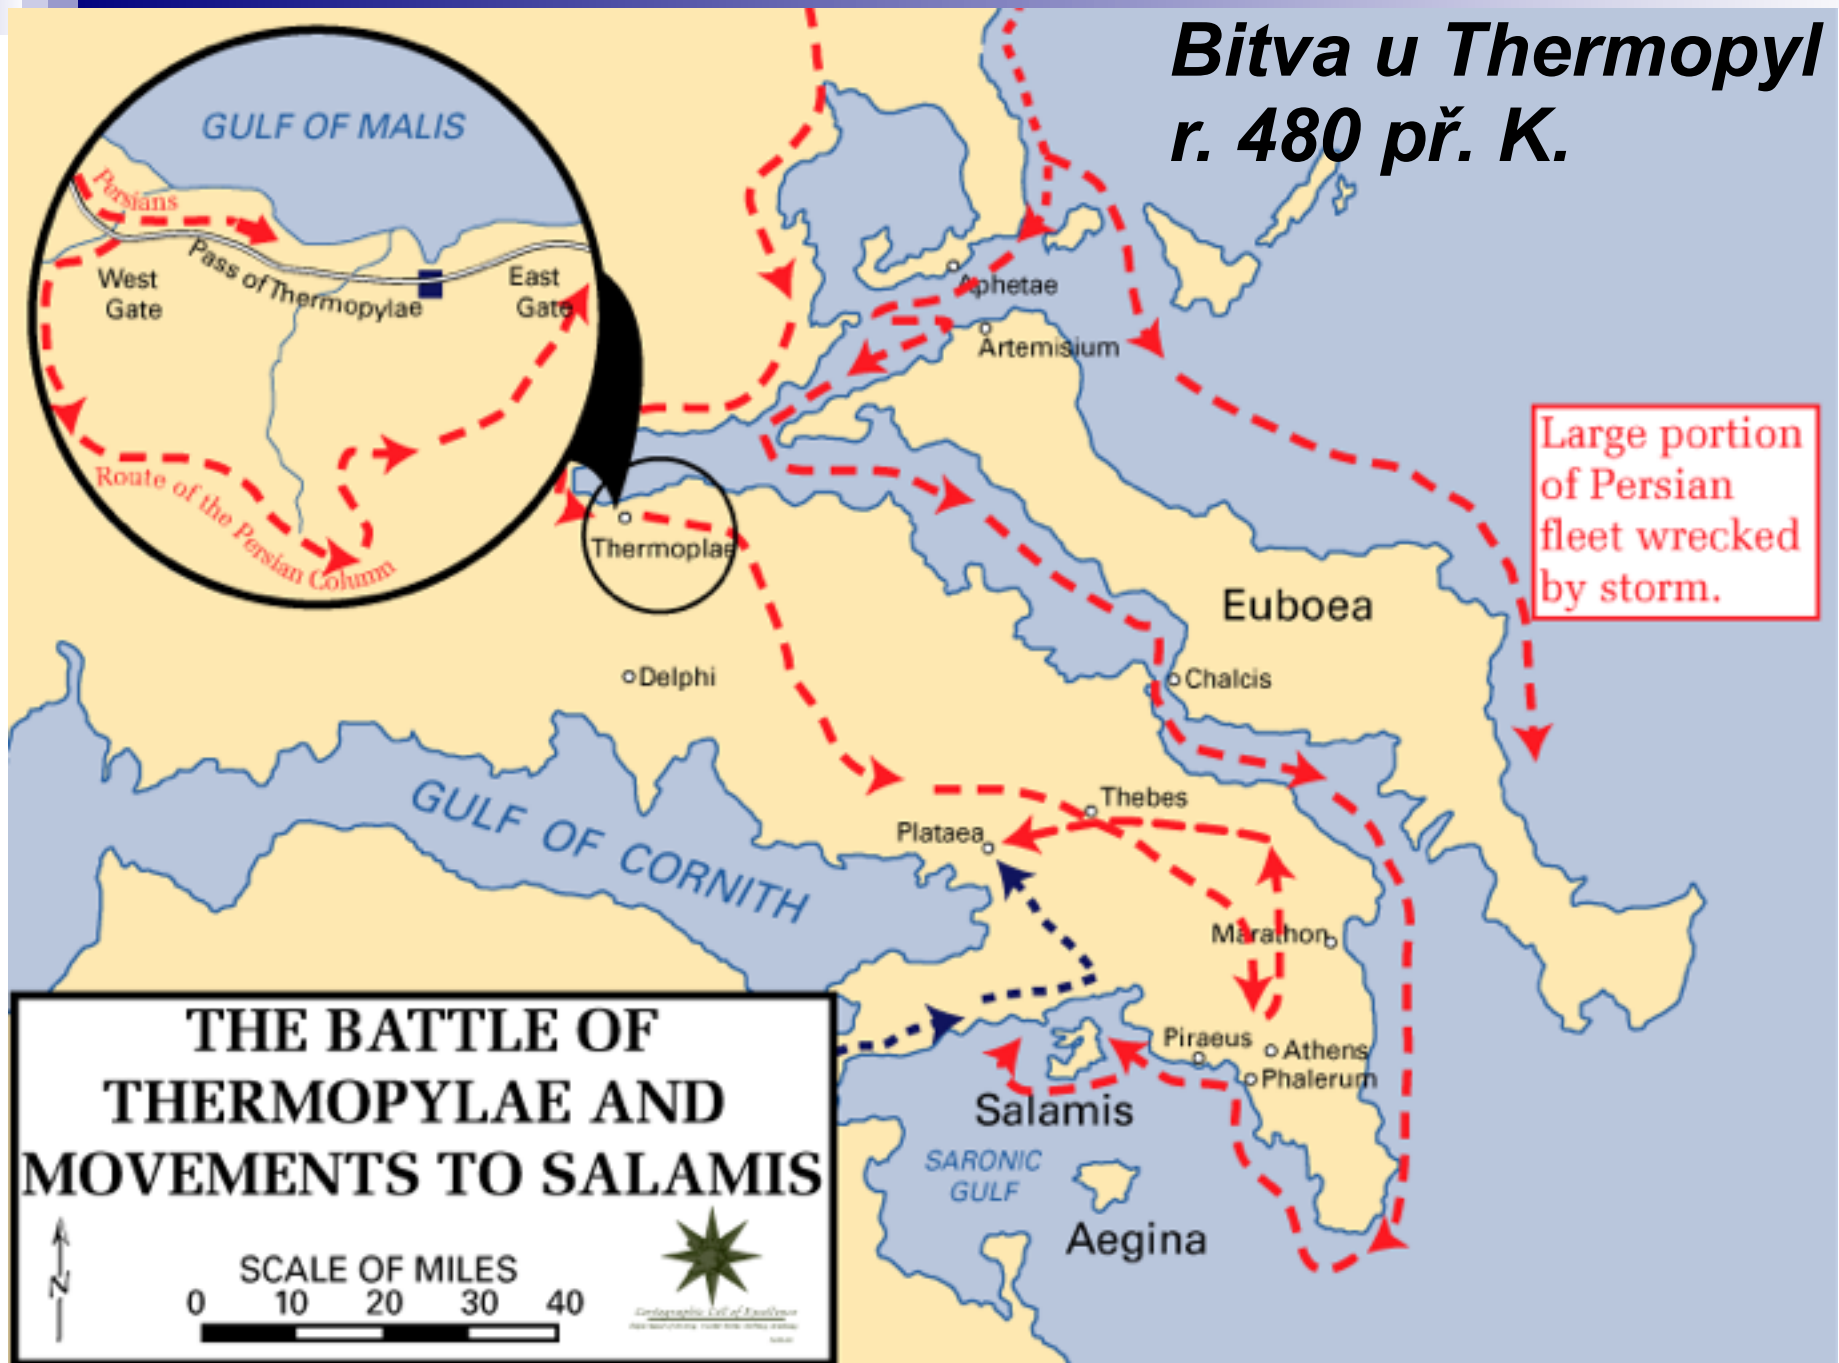 Bitva u Thermopyl
r. 480 př. K.
GULF OF MALIS
Persians
West
Gate
Pass of Thermopylae
East
Gate
Route of the Persian Column
Aphetae
Artemisium
Large portion
of Persian
fleet wrecked
by storm.
Thermoplae
Euboea
Delphi
Chalcis
GULF OF CORNITH
Thebes
Plataea
Marathon
Piraeus
Athens
Phalerum
Salamis
SARONIC
GULF
Aegina
THE BATTLE OF
THERMOPYLAE AND
MOVEMENTS TO SALAMIS
N
SCALE OF MILES
0 10 20 30 40